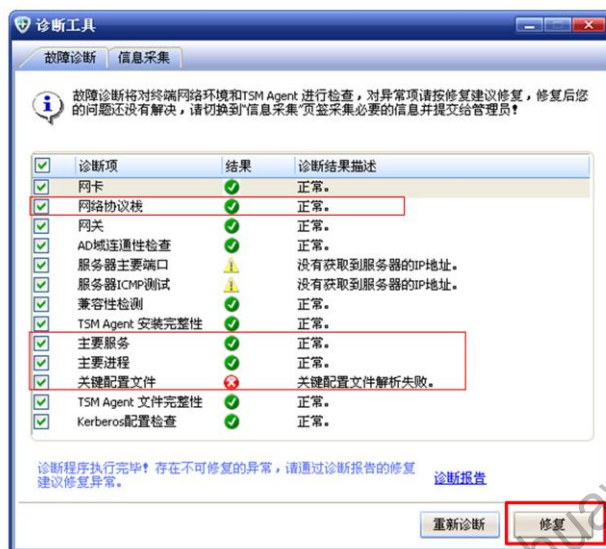 诊断工具
故障诊断 信息采集
故障诊断将对终端网络环境和TSM Agent 进行检查，对异常项请按修复建议修复，修复后您
的问题还没有解决，请切换到"信息采集"页签采集必要的信息并提交给管理员！
诊断项 结果 诊断结果描述
网卡 正常。
网络协议栈 正常。
网关 正常。
AD域连通性检查 正常。
服务器主要端口 没有获取到服务器的IP地址。
服务器ICMP测试 没有获取到服务器的IP地址。
兼容性检测 正常。
TSM Agent 安装完整性 正常。
主要服务 正常。
主要进程 正常。
关键配置文件 关键配置文件解析失败。
TSM Agent 文件完整性 正常。
Kerberos配置检查 正常。
诊断程序执行完毕！存在不可修复的异常，请通过诊断报告的修复
建议修复异常。
诊断报告
重新诊断 修复